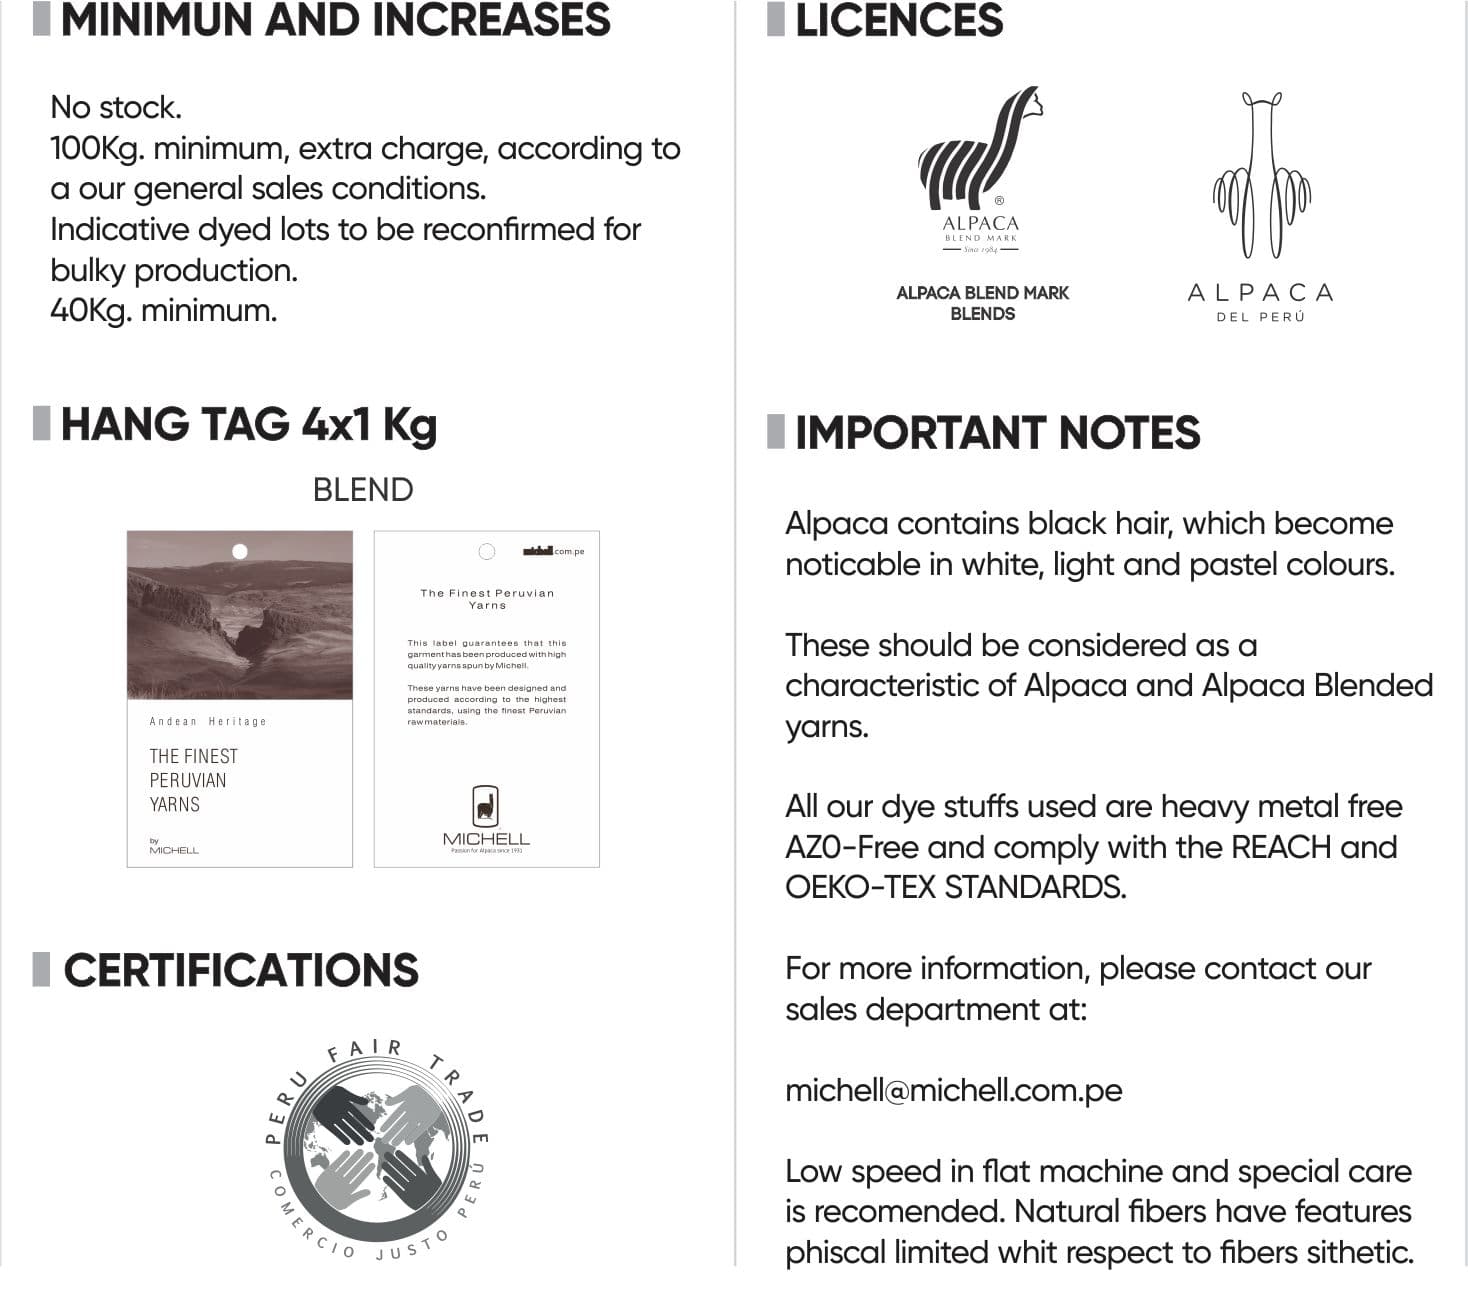 MINIMUN AND INCREASES
No stock.
100Kg. minimum, extra charge, according to
a our general sales conditions.
Indicative dyed lots to be reconfirmed for
bulky production.
40Kg. minimum.
HANG TAG 4x1 Kg
BLEND
Andean Heritage
THE FINEST
PERUVIAN
YARNS
by
MICHELL
michell.com.pe
The Finest Peruvian
Yarns
This label guarantees that this
garment has been produced with high
quality yarns spun by Michell.
These yarns have been designed and
produced according to the highest
standards, using the finest Peruvian
raw materials.
MICHELL
Passion for Alpaca since 1931
CERTIFICATIONS
PERU FAIR TRADE
COMERCIO JUSTO PERÚ
LICENCES
®
ALPACA
BLEND MARK
Since 1984
ALPACA BLEND MARK
BLENDS
ALPACA
DEL PERÚ
IMPORTANT NOTES
Alpaca contains black hair, which become
noticable in white, light and pastel colours.
These should be considered as a
characteristic of Alpaca and Alpaca Blended
yarns.
All our dye stuffs used are heavy metal free
AZ0-Free and comply with the REACH and
OEKO-TEX STANDARDS.
For more information, please contact our
sales department at:
michell@michell.com.pe
Low speed in flat machine and special care
is recomended. Natural fibers have features
phiscal limited whit respect to fibers sithetic.